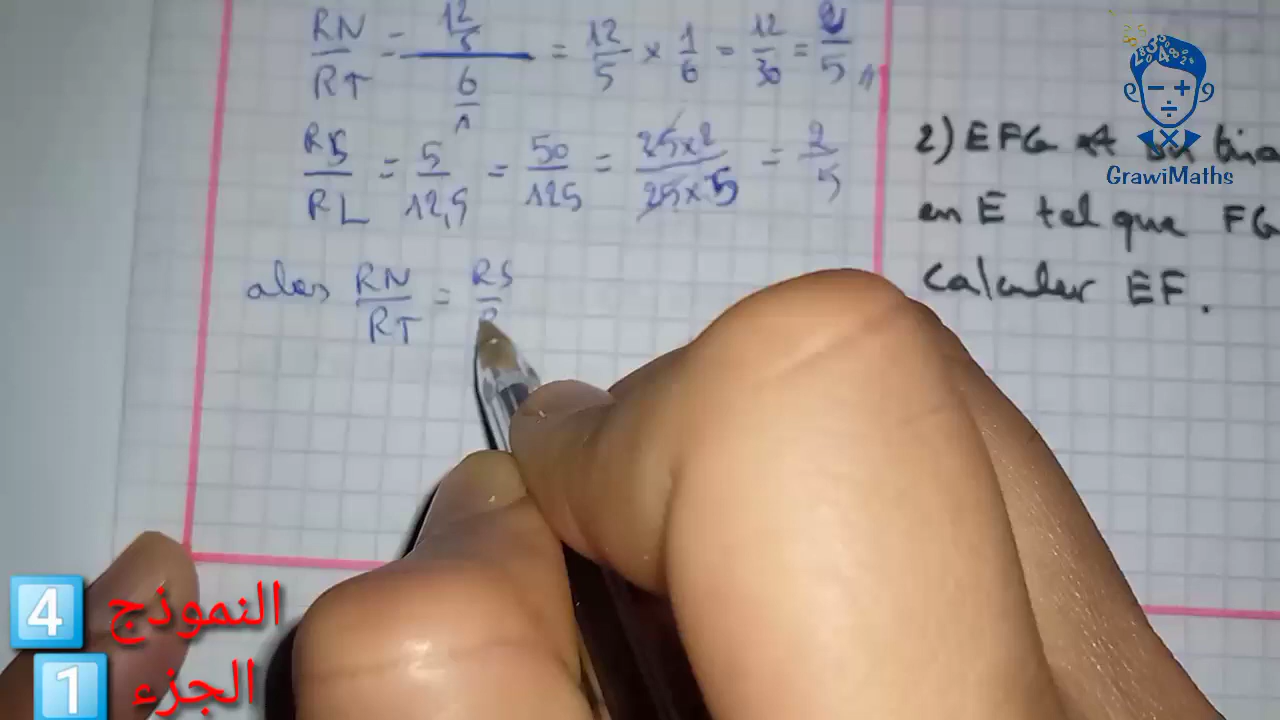 RN/RT = 12/5 / 6/1 = 12/5 × 1/6 = 12/30 = 2/5
RS/RL = 5/12,5 = 50/125 = 25×2/25×5 = 2/5
alors RN/RT = RS/R
2) EFG un
en E tel que FG
Calculer EF.
GrawiMaths
4 النموذج
1 الجزء